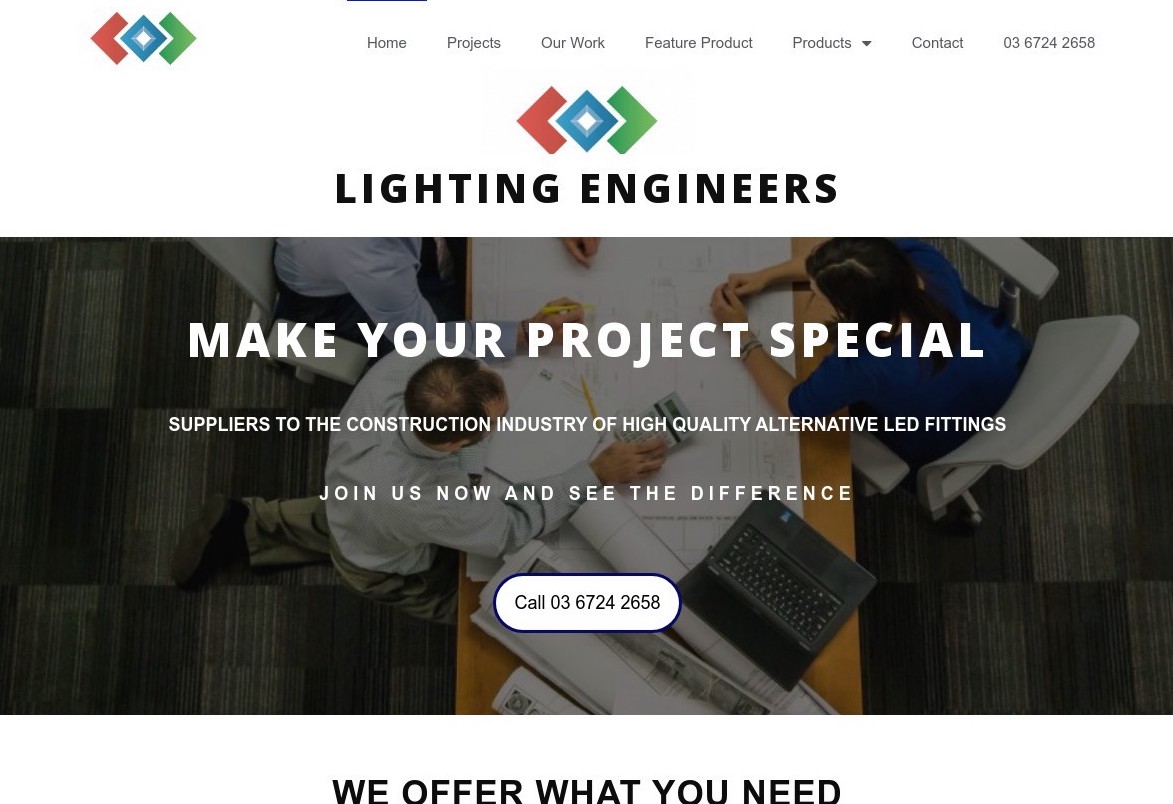 Home
Projects
Our Work
Feature Product
Products
Contact
03 6724 2658
LIGHTING ENGINEERS
MAKE YOUR PROJECT SPECIAL
SUPPLIERS TO THE CONSTRUCTION INDUSTRY OF HIGH QUALITY ALTERNATIVE LED FITTINGS
JOIN US NOW AND SEE THE DIFFERENCE
Call 03 6724 2658
WE OFFER WHAT YOU NEED